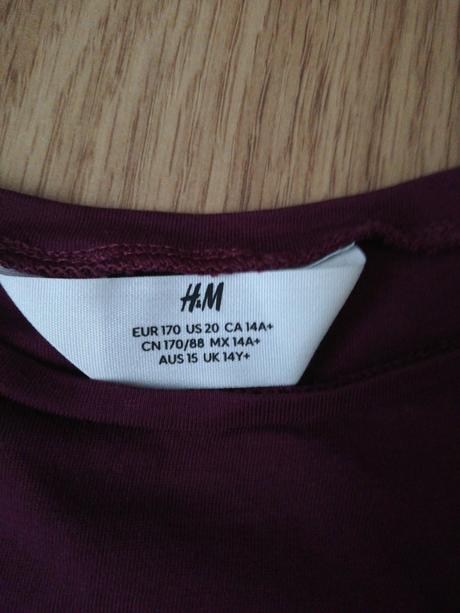 H&M
EUR 170 US 20 CA 14A+
CN 170/88 MX 14A+
AUS 15 UK 14Y+